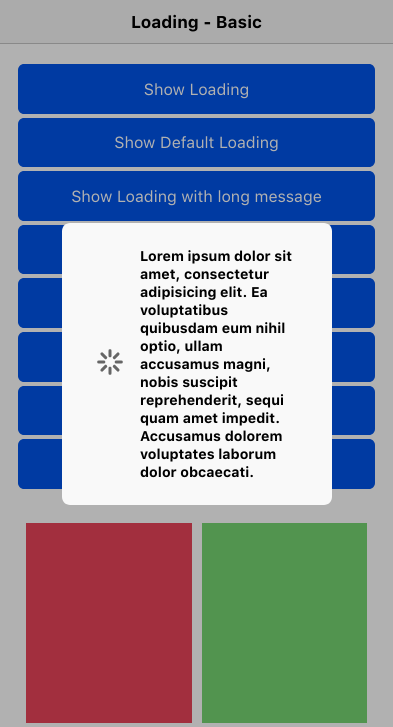 Loading - Basic
Show Loading
Show Default Loading
Show Loading with long message
Lorem ipsum dolor sit
amet, consectetur
adipisicing elit. Ea
voluptatibus
quibusdam eum nihil
optio, ullam
accusamus magni,
nobis suscipit
reprehenderit, sequi
quam amet impedit.
Accusamus dolorem
voluptates laborum
dolor obcaecati.